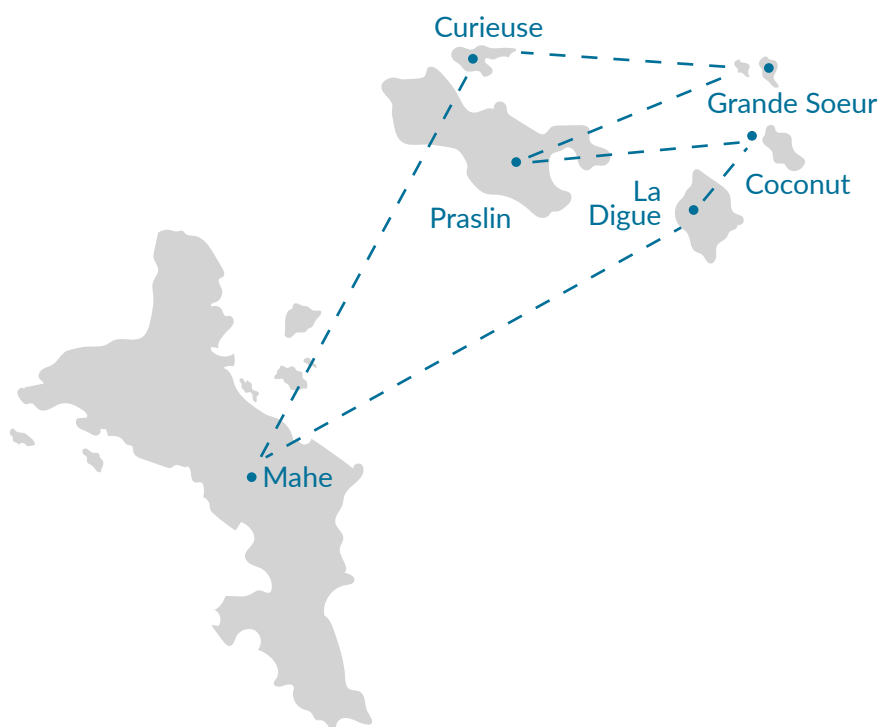 Curieuse
Grande Soeur
Coconut
La
Digue
Praslin
Mahe